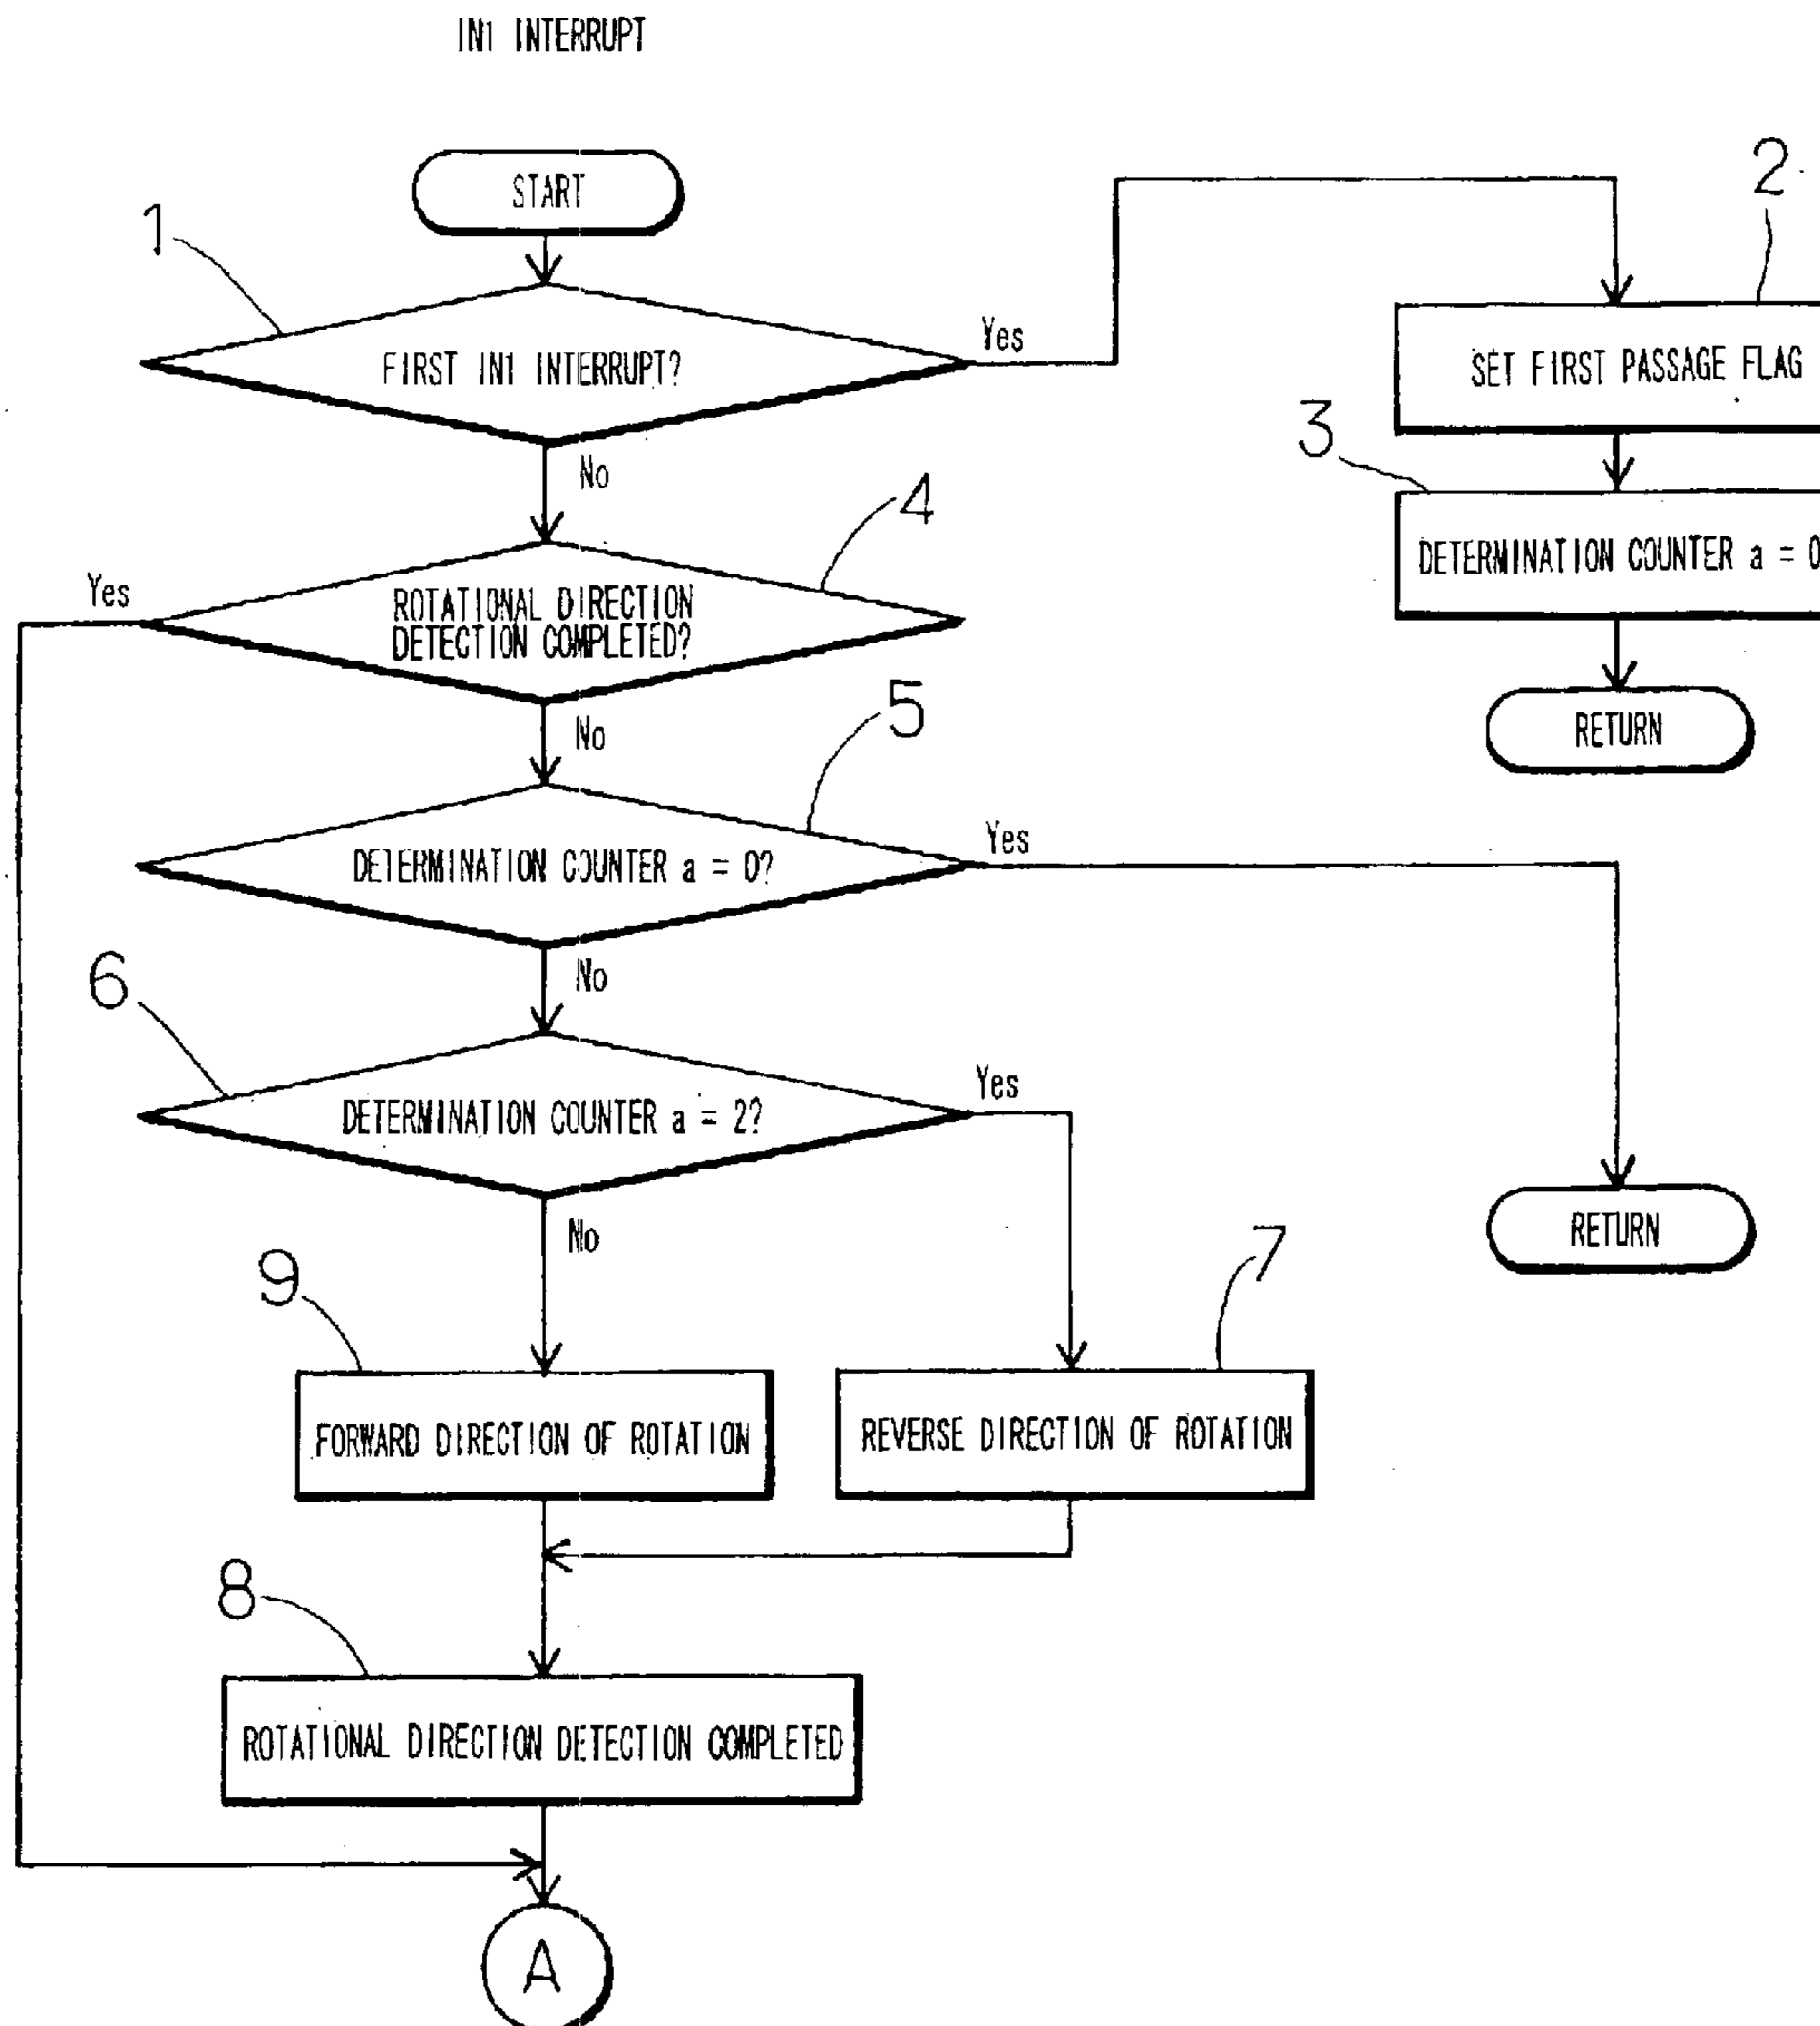 IN1 INTERRUPT
START
1
2
FIRST IN1 INTERRUPT?
Yes
SET FIRST PASSAGE FLAG
3
No
4
DETERMINATION COUNTER a = 0
Yes
ROTATIONAL DIRECTION
DETECTION COMPLETED?
RETURN
No
5
DETERMINATION COUNTER a = 0?
Yes
6
No
DETERMINATION COUNTER a = 2?
Yes
RETURN
No
9
7
FORWARD DIRECTION OF ROTATION
REVERSE DIRECTION OF ROTATION
8
ROTATIONAL DIRECTION DETECTION COMPLETED
A